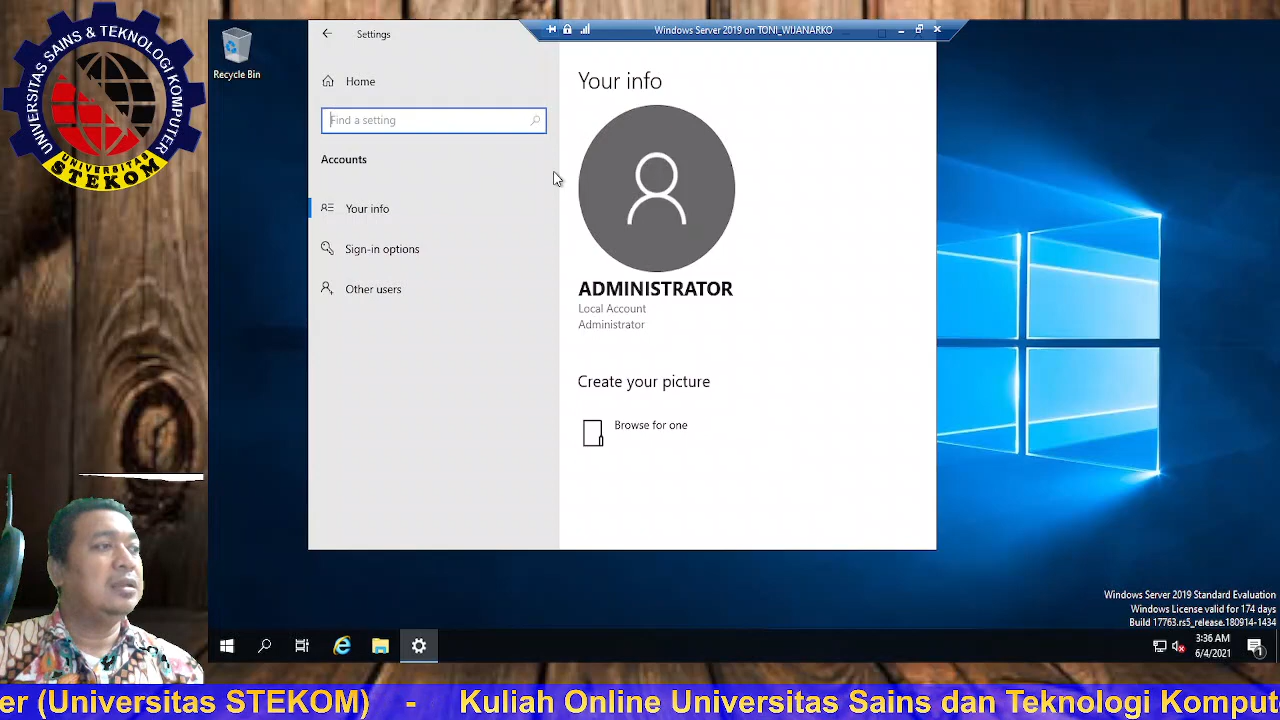 UNIVERSITAS SAINS & TEKNOLOGI KOMPUTER
UNIVERSITAS
STEKOM
Recycle Bin
Windows Server 2019 on TONI_WIJANARKO
Settings
Home
Find a setting
Accounts
Your info
Sign-in options
Other users
Your info
ADMINISTRATOR
Local Account
Administrator
Create your picture
Browse for one
Windows Server 2019 Standard Evaluation
Windows License valid for 174 days
Build 17763.rs5_release.180914-1434
3:36 AM
6/4/2021
1
er (Universitas STEKOM) - Kuliah Online Universitas Sains dan Teknologi Komput